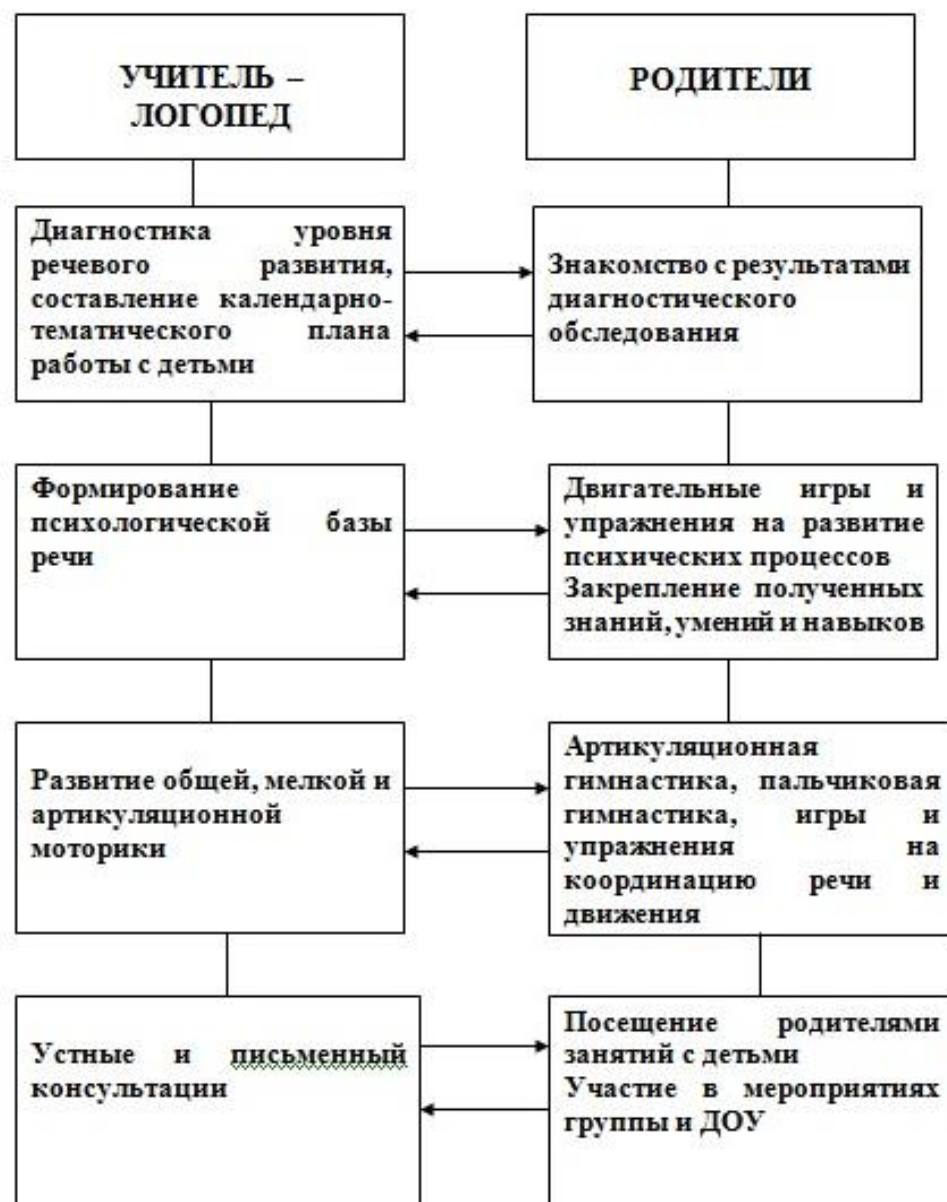 УЧИТЕЛЬ –
ЛОГОПЕД
РОДИТЕЛИ
Диагностика уровня
речевого развития,
составление календарно-
тематического плана
работы с детьми
Знакомство с результатами
диагностического
обследования
Формирование
психологической базы
речи
Двигательные игры и
упражнения на развитие
психических процессов
Закрепление полученных
знаний, умений и навыков
Развитие общей, мелкой и
артикуляционной
моторики
Артикуляционная
гимнастика, пальчиковая
гимнастика, игры и
упражнения на
координацию речи и
движения
Устные и письменный
консультации
Посещение родителями
занятий с детьми
Участие в мероприятиях
группы и ДОУ